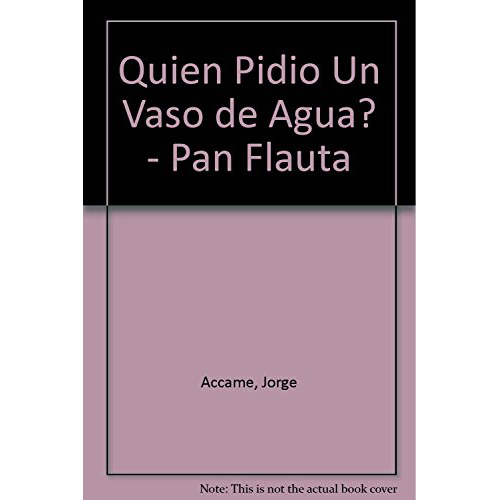 Quien Pidio Un
Vaso de Agua?
- Pan Flauta
Accame, Jorge
Note: This is not the actual book cover